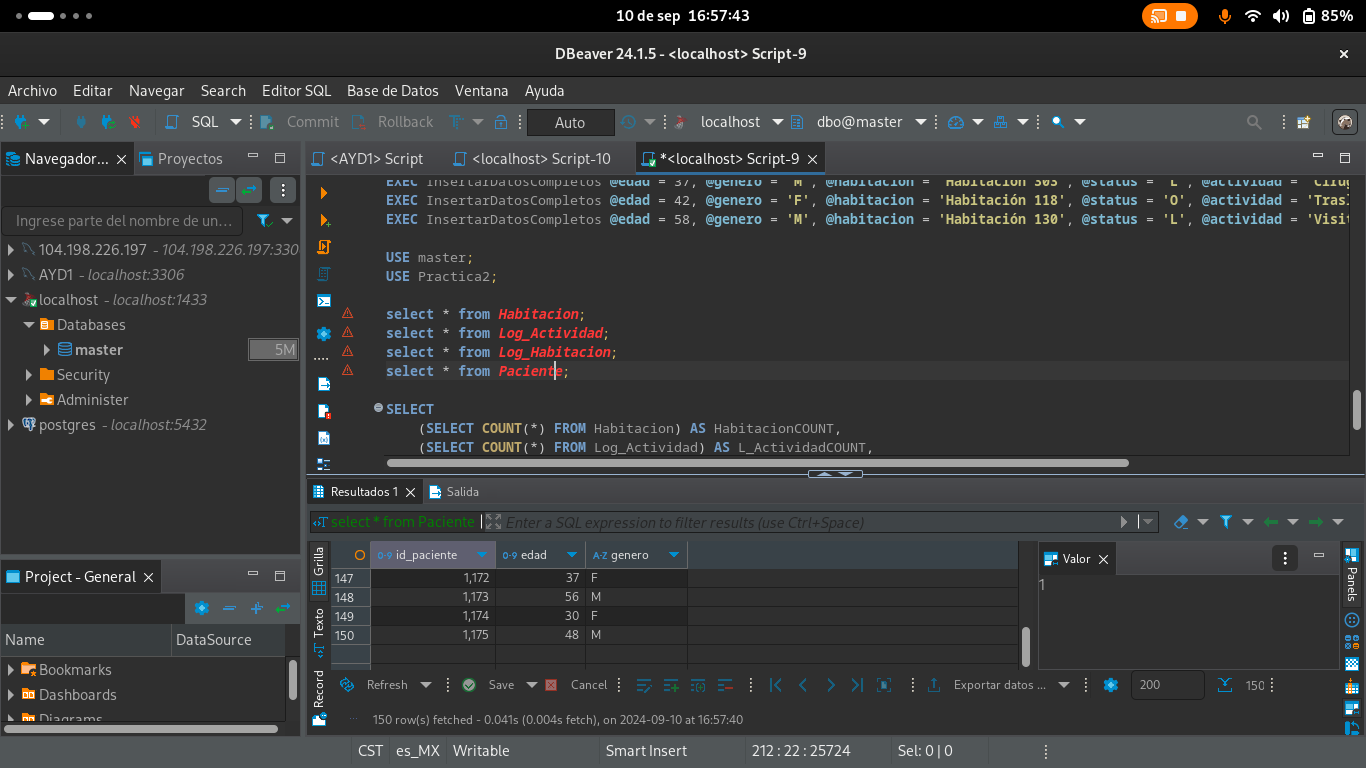 10 de sep 16:57:43
85%
DBeaver 24.1.5 - <localhost> Script-9
Archivo Editar Navegar Search Editor SQL Base de Datos Ventana Ayuda
SQL Commit Rollback Auto localhost dbo@master
Navegador... Proyectos
<AYD1> Script <localhost> Script-10 *<localhost> Script-9
Ingrese parte del nombre de un...
104.198.226.197 - 104.198.226.197:330
AYD1 - localhost:3306
localhost - localhost:1433
Databases
master 5M
Security
Administer
postgres - localhost:5432
EXEC InsertarDatosCompletos @edad = 37, @genero = 'M', @habitacion = 'Habitación 303', @status = 'L', @actividad = 'Cirug
EXEC InsertarDatosCompletos @edad = 42, @genero = 'F', @habitacion = 'Habitación 118', @status = 'O', @actividad = 'Trasl
EXEC InsertarDatosCompletos @edad = 58, @genero = 'M', @habitacion = 'Habitación 130', @status = 'L', @actividad = 'Visit
USE master;
USE Practica2;
select * from Habitacion;
select * from Log_Actividad;
select * from Log_Habitacion;
select * from Paciente;
SELECT
(SELECT COUNT(*) FROM Habitacion) AS HabitacionCOUNT,
(SELECT COUNT(*) FROM Log_Actividad) AS L_ActividadCOUNT,
Project - General
Name DataSource
Bookmarks
Dashboards
Diagrams
Resultados 1 Salida
select * from Paciente Enter a SQL expression to filter results (use Ctrl+Space)
Grilla
Texto
Record
id_paciente edad genero
147 1,172 37 F
148 1,173 56 M
149 1,174 30 F
150 1,175 48 M
Valor
1
Panels
Refresh Save Cancel Exportar datos ... 200 150
150 row(s) fetched - 0.041s (0.004s fetch), on 2024-09-10 at 16:57:40
CST es_MX Writable Smart Insert 212 : 22 : 25724 Sel: 0 | 0